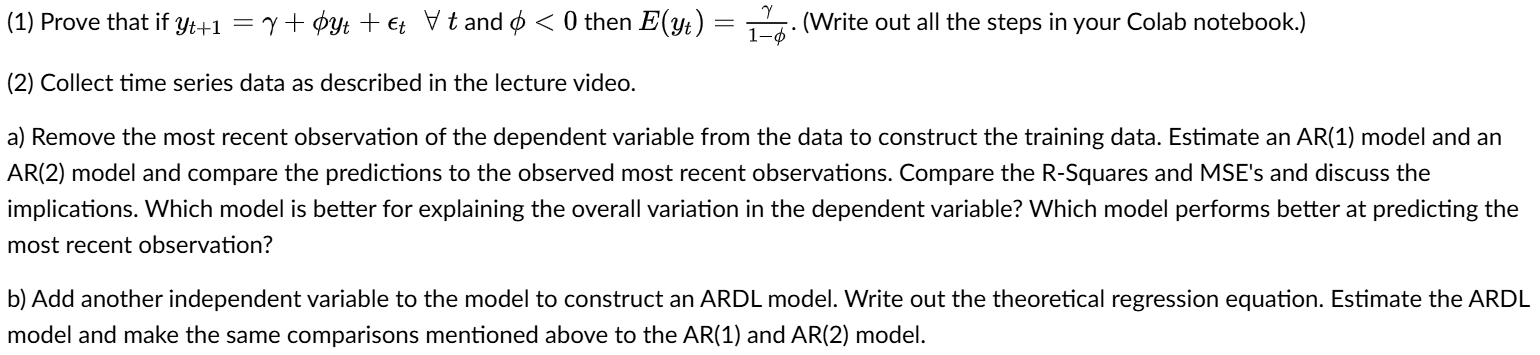 (1) Prove that if $y_{t+1} = \gamma + \phi y_t + \epsilon_t \;\; \forall \; t$ and $\phi < 0$ then $E(y_t) = \frac{\gamma}{1-\phi}$. (Write out all the steps in your Colab notebook.)
(2) Collect time series data as described in the lecture video.
a) Remove the most recent observation of the dependent variable from the data to construct the training data. Estimate an AR(1) model and an
AR(2) model and compare the predictions to the observed most recent observations. Compare the R-Squares and MSE's and discuss the
implications. Which model is better for explaining the overall variation in the dependent variable? Which model performs better at predicting the
most recent observation?
b) Add another independent variable to the model to construct an ARDL model. Write out the theoretical regression equation. Estimate the ARDL
model and make the same comparisons mentioned above to the AR(1) and AR(2) model.